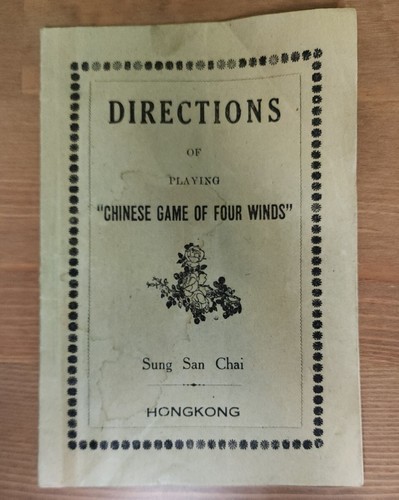 DIRECTIONS
OF
PLAYING
"CHINESE GAME OF FOUR WINDS"
Sung San Chai
HONGKONG